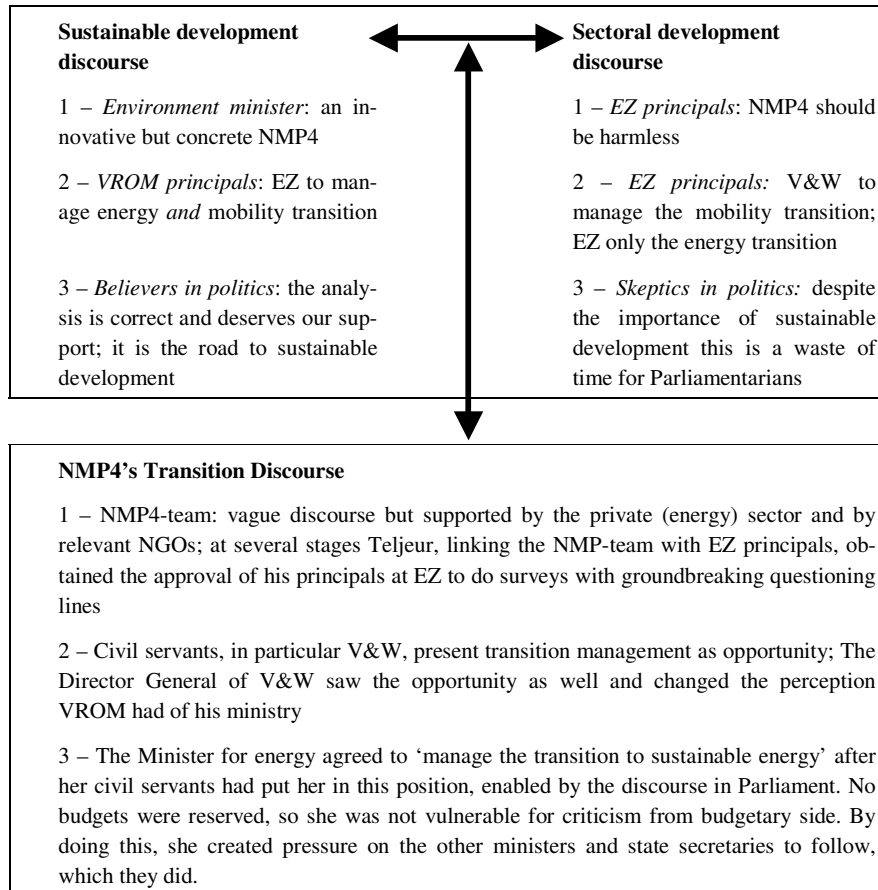 Sustainable development
discourse
1 – Environment minister: an in-
novative but concrete NMP4
2 – VROM principals: EZ to man-
age energy and mobility transition
3 – Believers in politics: the analy-
sis is correct and deserves our sup-
port; it is the road to sustainable
development
Sectoral development
discourse
1 – EZ principals: NMP4 should
be harmless
2 – EZ principals: V&W to
manage the mobility transition;
EZ only the energy transition
3 – Skeptics in politics: despite
the importance of sustainable
development this is a waste of
time for Parliamentarians
NMP4’s Transition Discourse
1 – NMP4-team: vague discourse but supported by the private (energy) sector and by
relevant NGOs; at several stages Teljeur, linking the NMP-team with EZ principals, ob-
tained the approval of his principals at EZ to do surveys with groundbreaking questioning
lines
2 – Civil servants, in particular V&W, present transition management as opportunity; The
Director General of V&W saw the opportunity as well and changed the perception
VROM had of his ministry
3 – The Minister for energy agreed to ‘manage the transition to sustainable energy’ after
her civil servants had put her in this position, enabled by the discourse in Parliament. No
budgets were reserved, so she was not vulnerable for criticism from budgetary side. By
doing this, she created pressure on the other ministers and state secretaries to follow,
which they did.